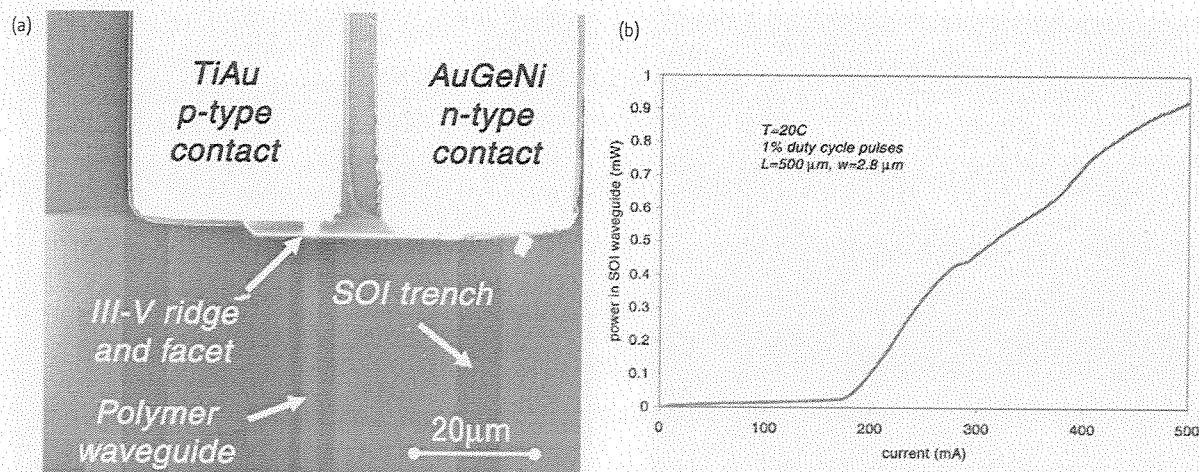 (a)
TiAu
p-type
contact
AuGeNi
n-type
contact
III-V ridge
and facet
SOI trench
Polymer
waveguide
20μm
(b)
power in SOI waveguide (mW)
1
0.9
0.8
0.7
0.6
0.5
0.4
0.3
0.2
0.1
0
T=20C
1% duty cycle pulses
L=500 μm, w=2.8 μm
0 100 200 300 400 500
current (mA)